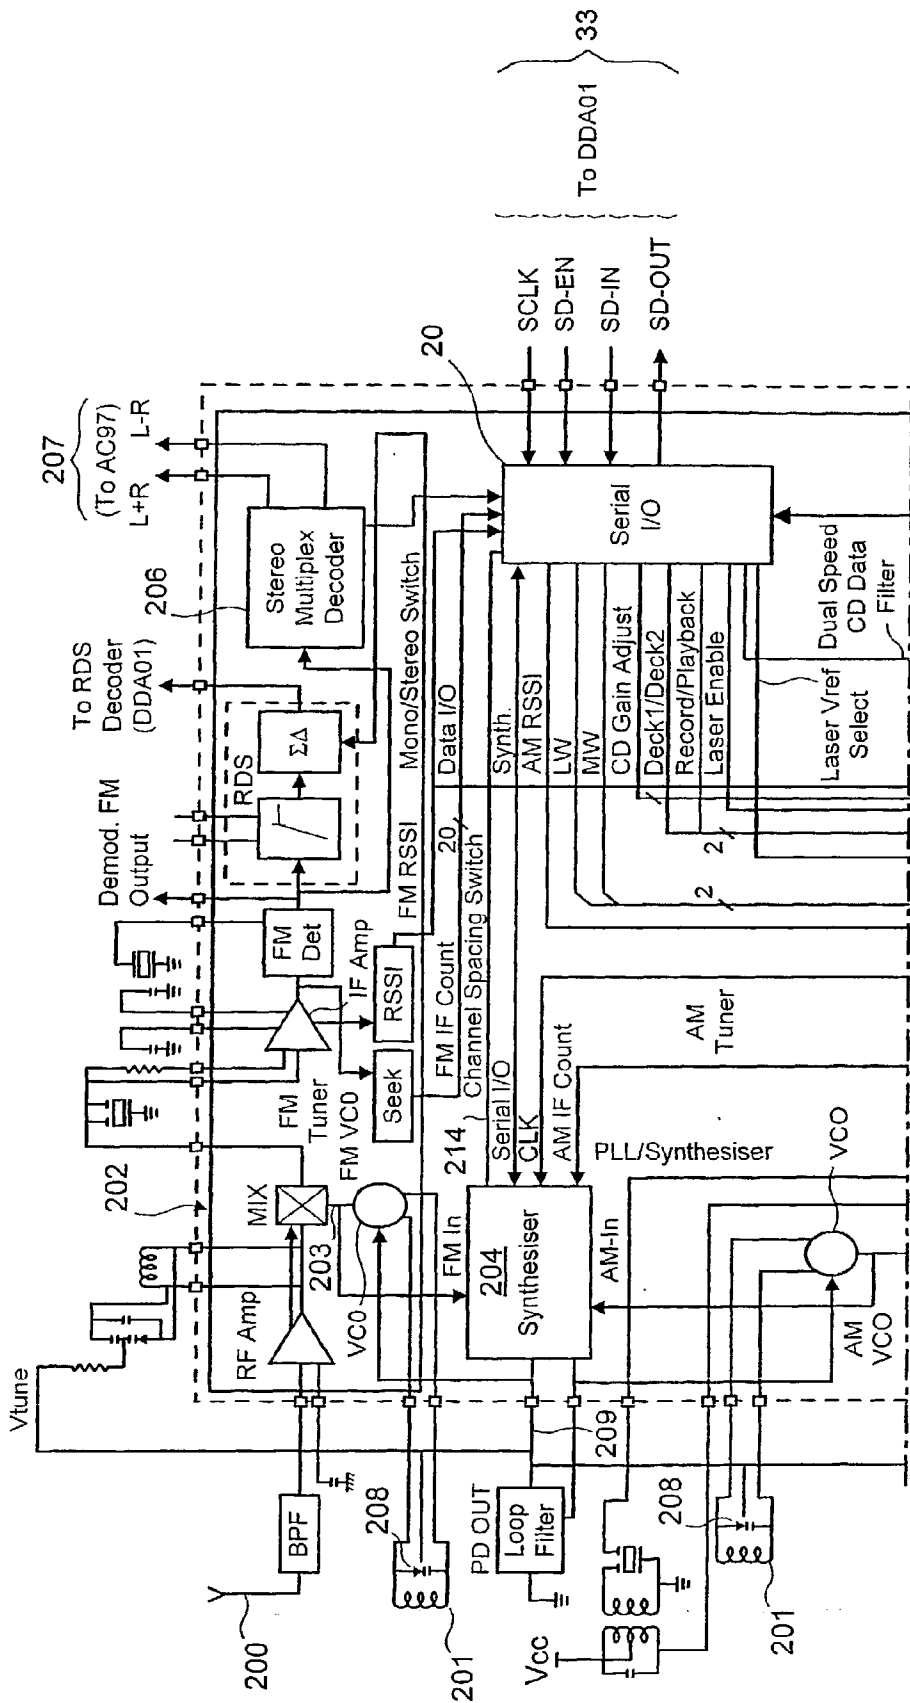 Vtune
200
BPF
RF Amp
202
MIX
203
VCO
208
201
PD OUT
Loop
Filter
209
Vcc
208
201
FM In
204
Synthesiser
AM-In
AM
VCO
VCO
PLL/Synthesiser
FM
Tuner
FM VCO
Seek
RSSI
IF Amp
FM
Det
Demod. FM
Output
RDS
ΣΔ
To RDS
Decoder
(DDA01)
206
Stereo
Multiplex
Decoder
207
(To AC97)
L+R
L-R
FM RSSI
Mono/Stereo Switch
FM IF Count
20
Data I/O
214
Channel Spacing Switch
Serial I/O
Synth.
CLK
AM RSSI
AM IF Count
LW
MW
CD Gain Adjust
Deck1/Deck2
Record/Playback
Laser Enable
AM
Tuner
2
2
Laser Vref
Select
Dual Speed
CD Data
Filter
20
Serial
I/O
SCLK
SD-EN
SD-IN
SD-OUT
To DDA01
33